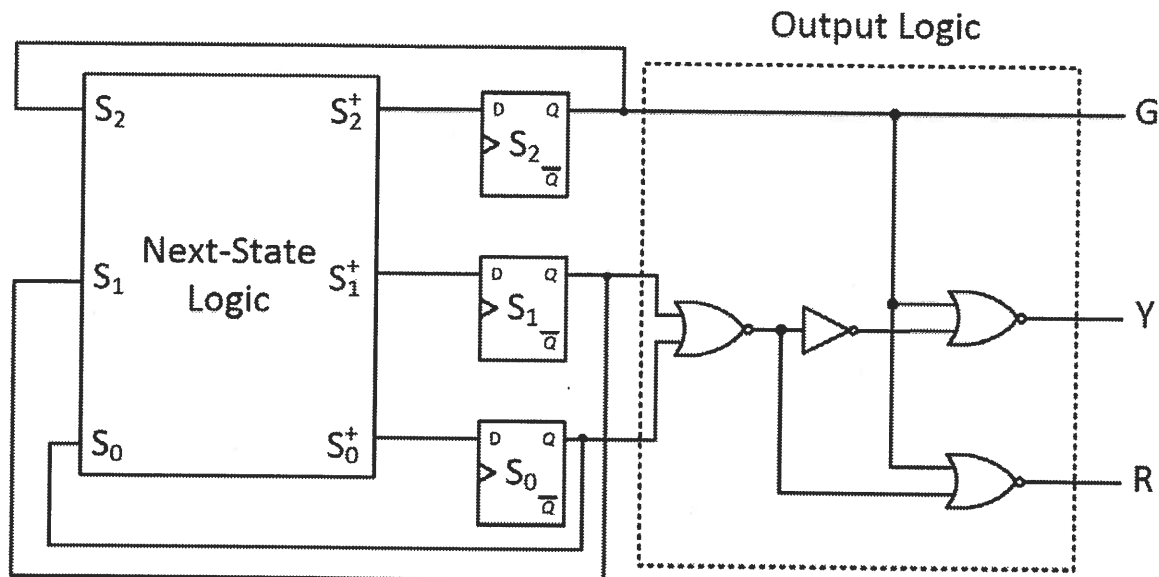 Output Logic
S₂ S₂⁺ D Q G
S₂
Q̅
Next-State
Logic
S₁ S₁⁺ D Q
S₁
Q̅
Y
S₀ S₀⁺ D Q
S₀
Q̅
R